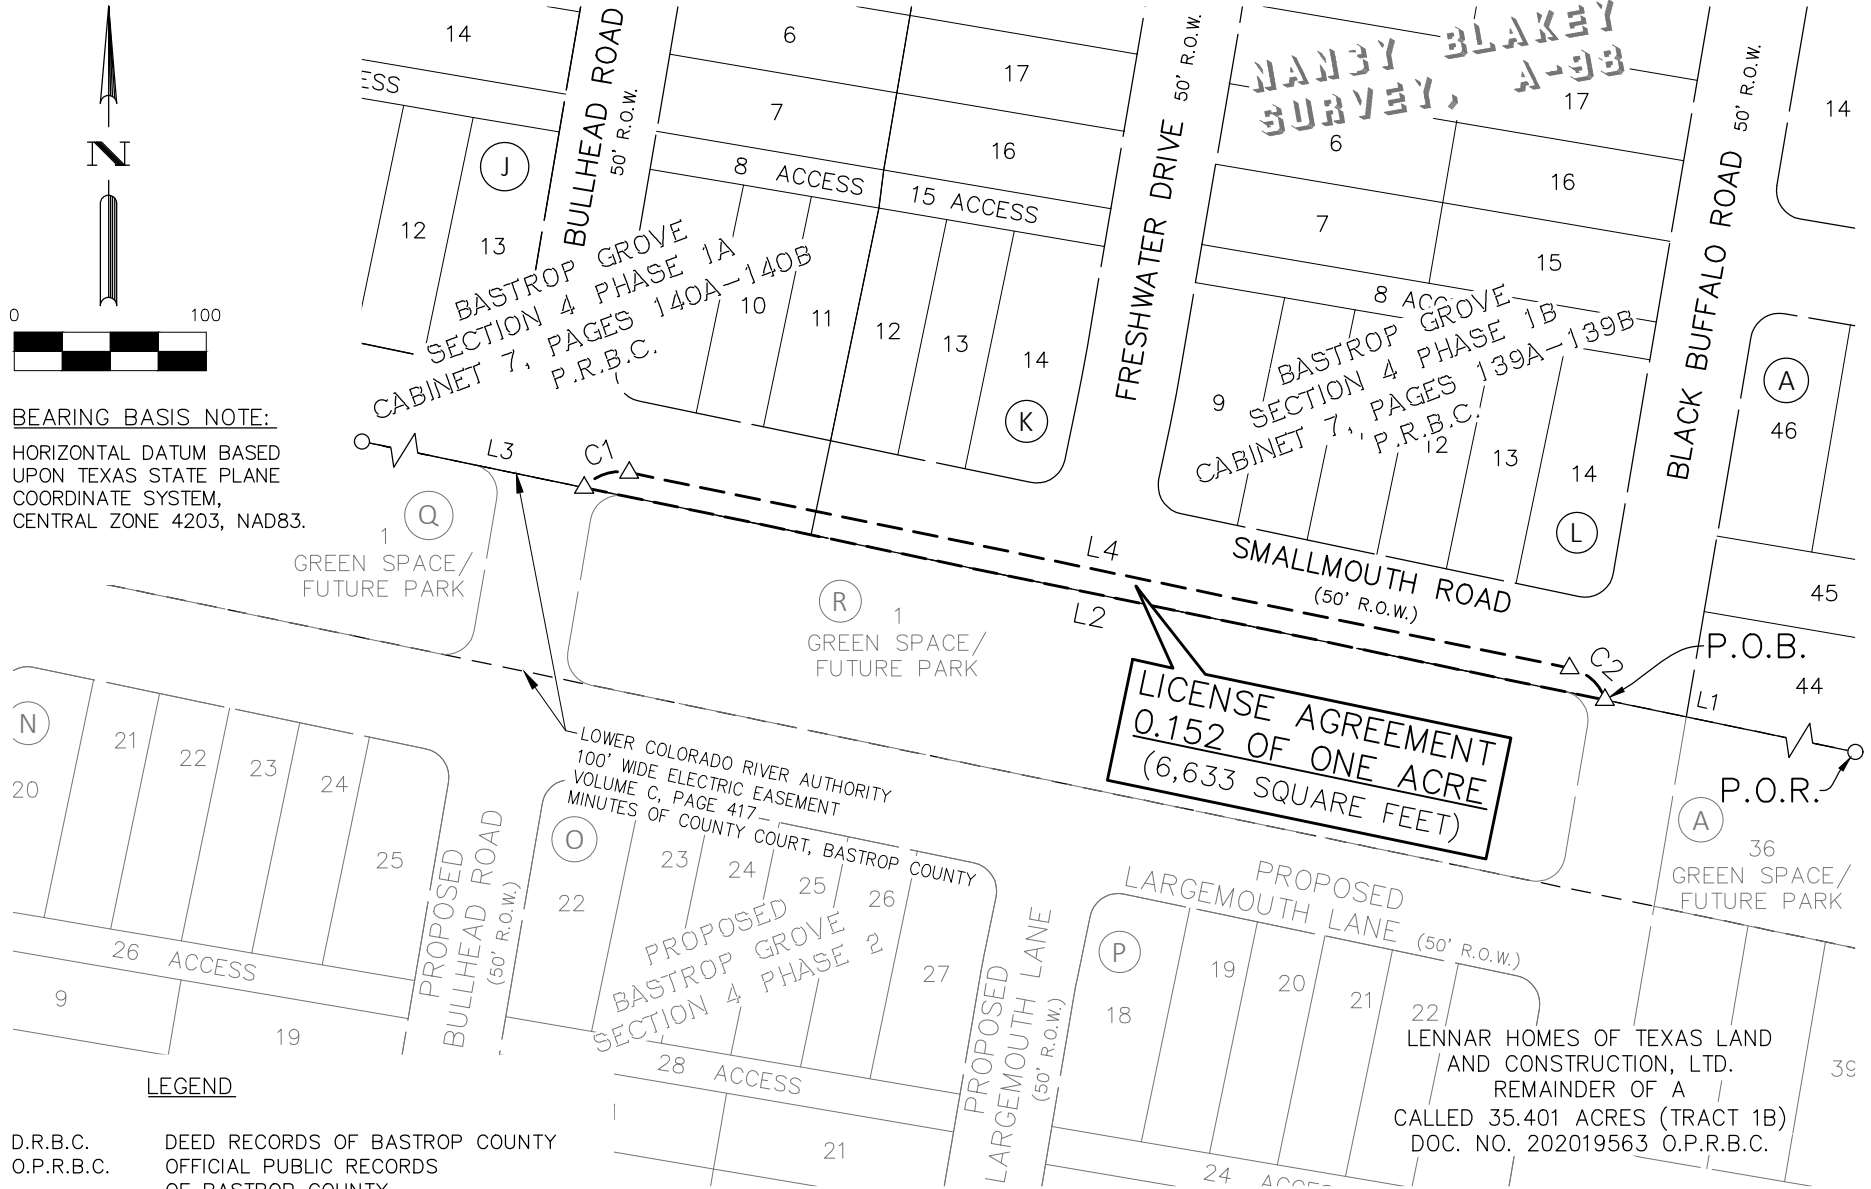 N
0 100
BEARING BASIS NOTE:
HORIZONTAL DATUM BASED
UPON TEXAS STATE PLANE
COORDINATE SYSTEM,
CENTRAL ZONE 4203, NAD83.
14
12
J
13
BULLHEAD ROAD
50' R.O.W.
6
7
8 ACCESS
17
16
15 ACCESS
10
11
12
13
14
K
BASTROP GROVE
SECTION 4 PHASE 1A
CABINET 7, PAGES 140A-140B
P.R.B.C.
FRESHWATER DRIVE 50' R.O.W.
NANCY BLAKEY
SURVEY, A-98
17
6
16
7
15
9
12
13
14
L
BASTROP GROVE
SECTION 4 PHASE 1B
CABINET 7, PAGES 139A-139B
P.R.B.C.
BLACK BUFFALO ROAD 50' R.O.W.
14
A
46
45
44
L3
C1
L4
L2
C2
L1
SMALLMOUTH ROAD
(50' R.O.W.)
P.O.B.
P.O.R.
Q
1
GREEN SPACE/
FUTURE PARK
R
1
GREEN SPACE/
FUTURE PARK
LICENSE AGREEMENT
0.152 OF ONE ACRE
(6,633 SQUARE FEET)
A
36
GREEN SPACE/
FUTURE PARK
LOWER COLORADO RIVER AUTHORITY
100' WIDE ELECTRIC EASEMENT
VOLUME C, PAGE 417
MINUTES OF COUNTY COURT, BASTROP COUNTY
N
20
21
22
23
24
25
26 ACCESS
9
19
PROPOSED
BULLHEAD ROAD
(50' R.O.W.)
O
22
23
24
25
26
27
PROPOSED
BASTROP GROVE
SECTION 4 PHASE 2
28 ACCESS
21
PROPOSED
LARGEMOUTH LANE
(50' R.O.W.)
PROPOSED
LARGEMOUTH LANE (50' R.O.W.)
P
18
19
20
21
22
24
39
LENNAR HOMES OF TEXAS LAND
AND CONSTRUCTION, LTD.
REMAINDER OF A
CALLED 35.401 ACRES (TRACT 1B)
DOC. NO. 202019563 O.P.R.B.C.
LEGEND
D.R.B.C. DEED RECORDS OF BASTROP COUNTY
O.P.R.B.C. OFFICIAL PUBLIC RECORDS
OF BASTROP COUNTY